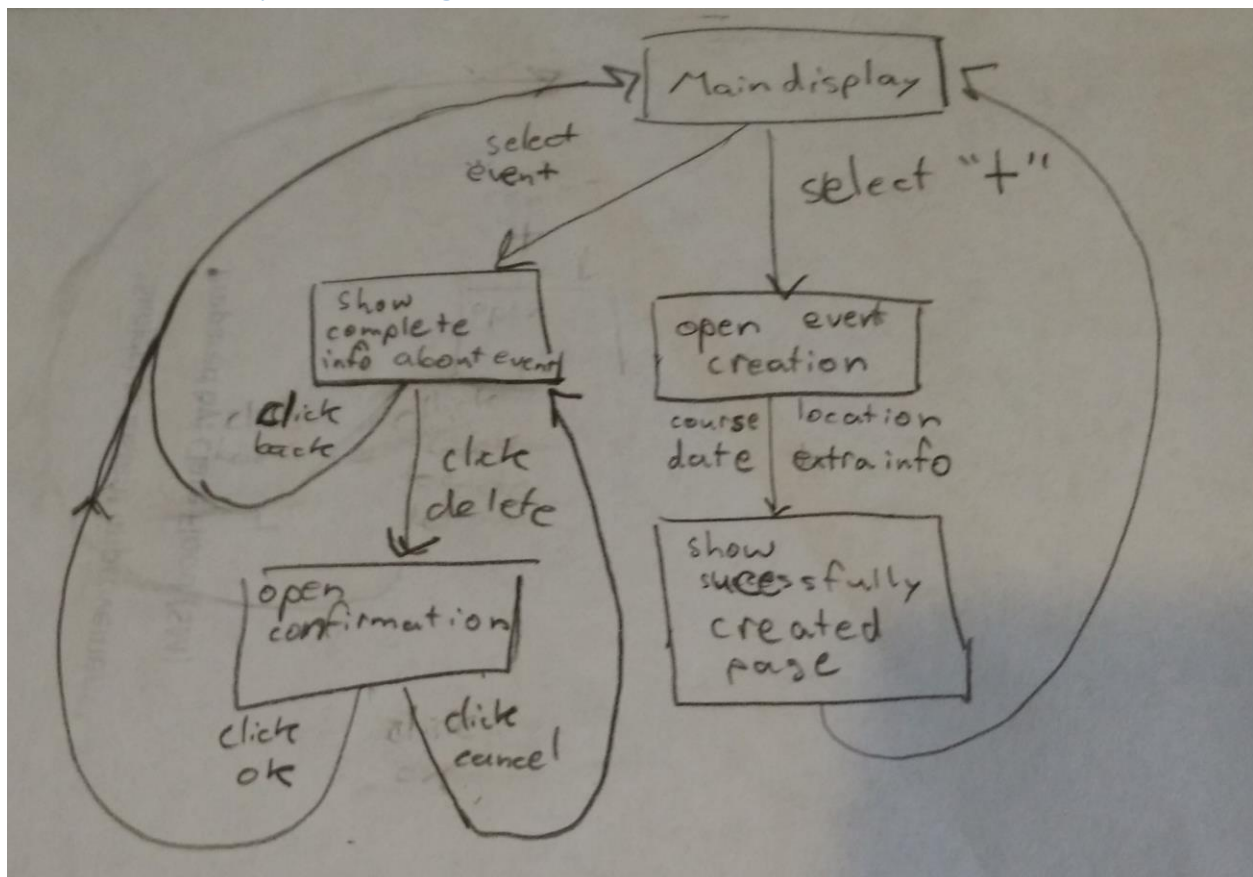 Main display
select
event
select "+"
show
complete
info about event
open event
creation
click
back
click
delete
course location
date extra info
open
confirmation
show
sucessfully
created
page
click
ok
click
cancel